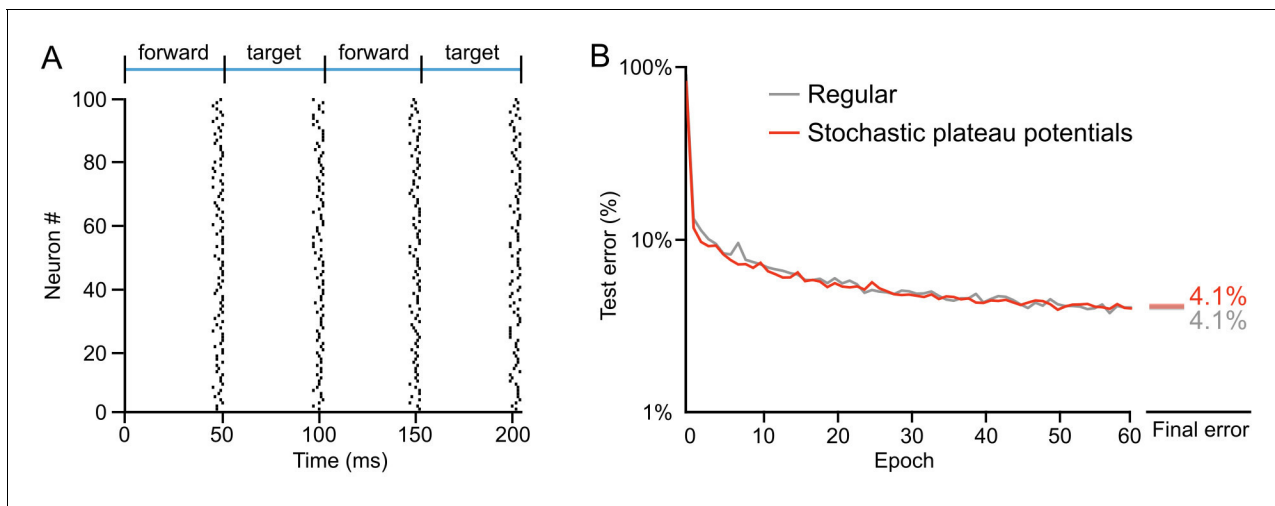 A
forward target forward target
100
80
60
40
20
0
Neuron #
0 50 100 150 200
Time (ms)
B
100%
10%
1%
Test error (%)
Regular
Stochastic plateau potentials
4.1%
4.1%
0 10 20 30 40 50 60
Final error
Epoch